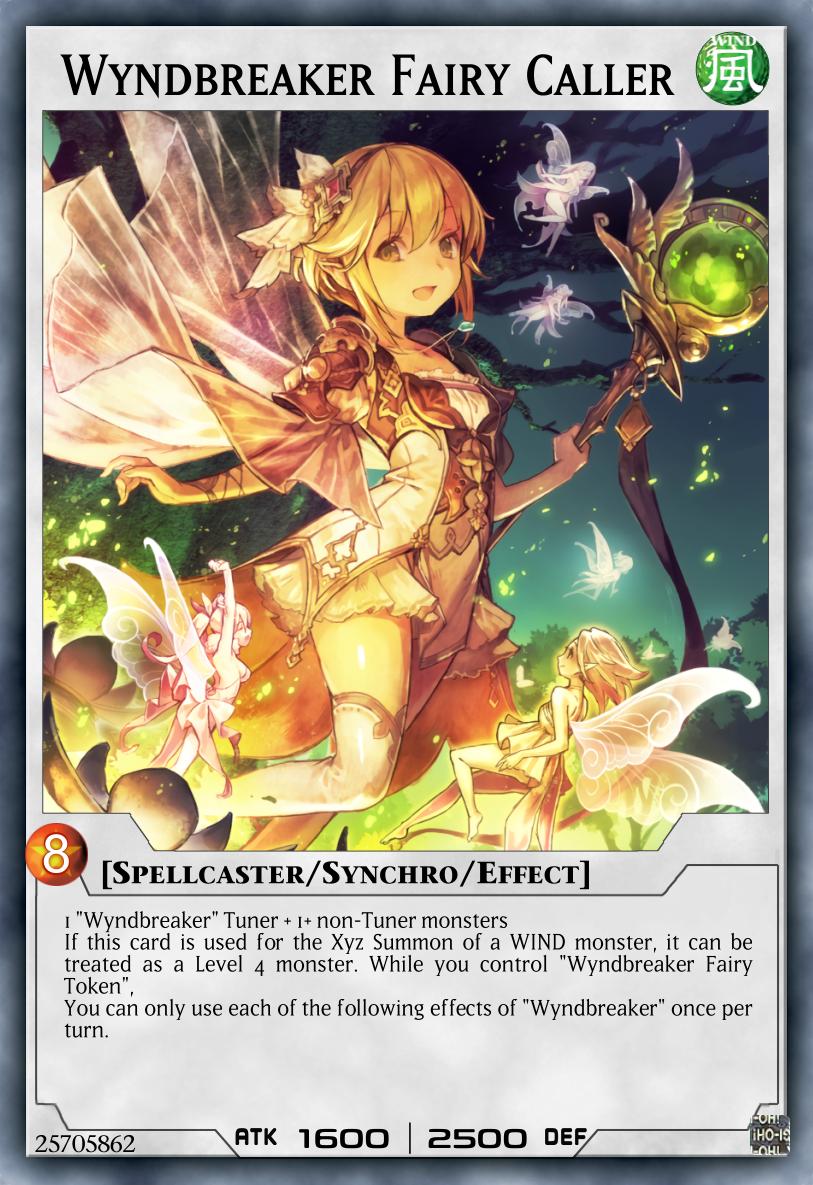 Wyndbreaker Fairy Caller
WIND
風
8
[Spellcaster/Synchro/Effect]
1 "Wyndbreaker" Tuner + 1+ non-Tuner monsters
If this card is used for the Xyz Summon of a WIND monster, it can be
treated as a Level 4 monster. While you control "Wyndbreaker Fairy
Token",
You can only use each of the following effects of "Wyndbreaker" once per
turn.
25705862
ATK 1600 | 2500 DEF